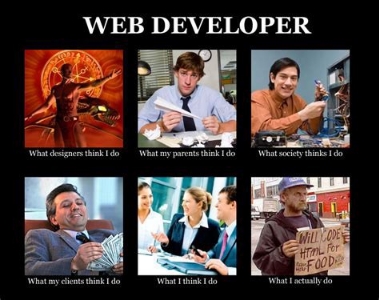 WEB DEVELOPER
What designers think I do
What my parents think I do
What society thinks I do
What my clients think I do
What I think I do
What I actually do
WILL CODE
HTML FOR
FOOD